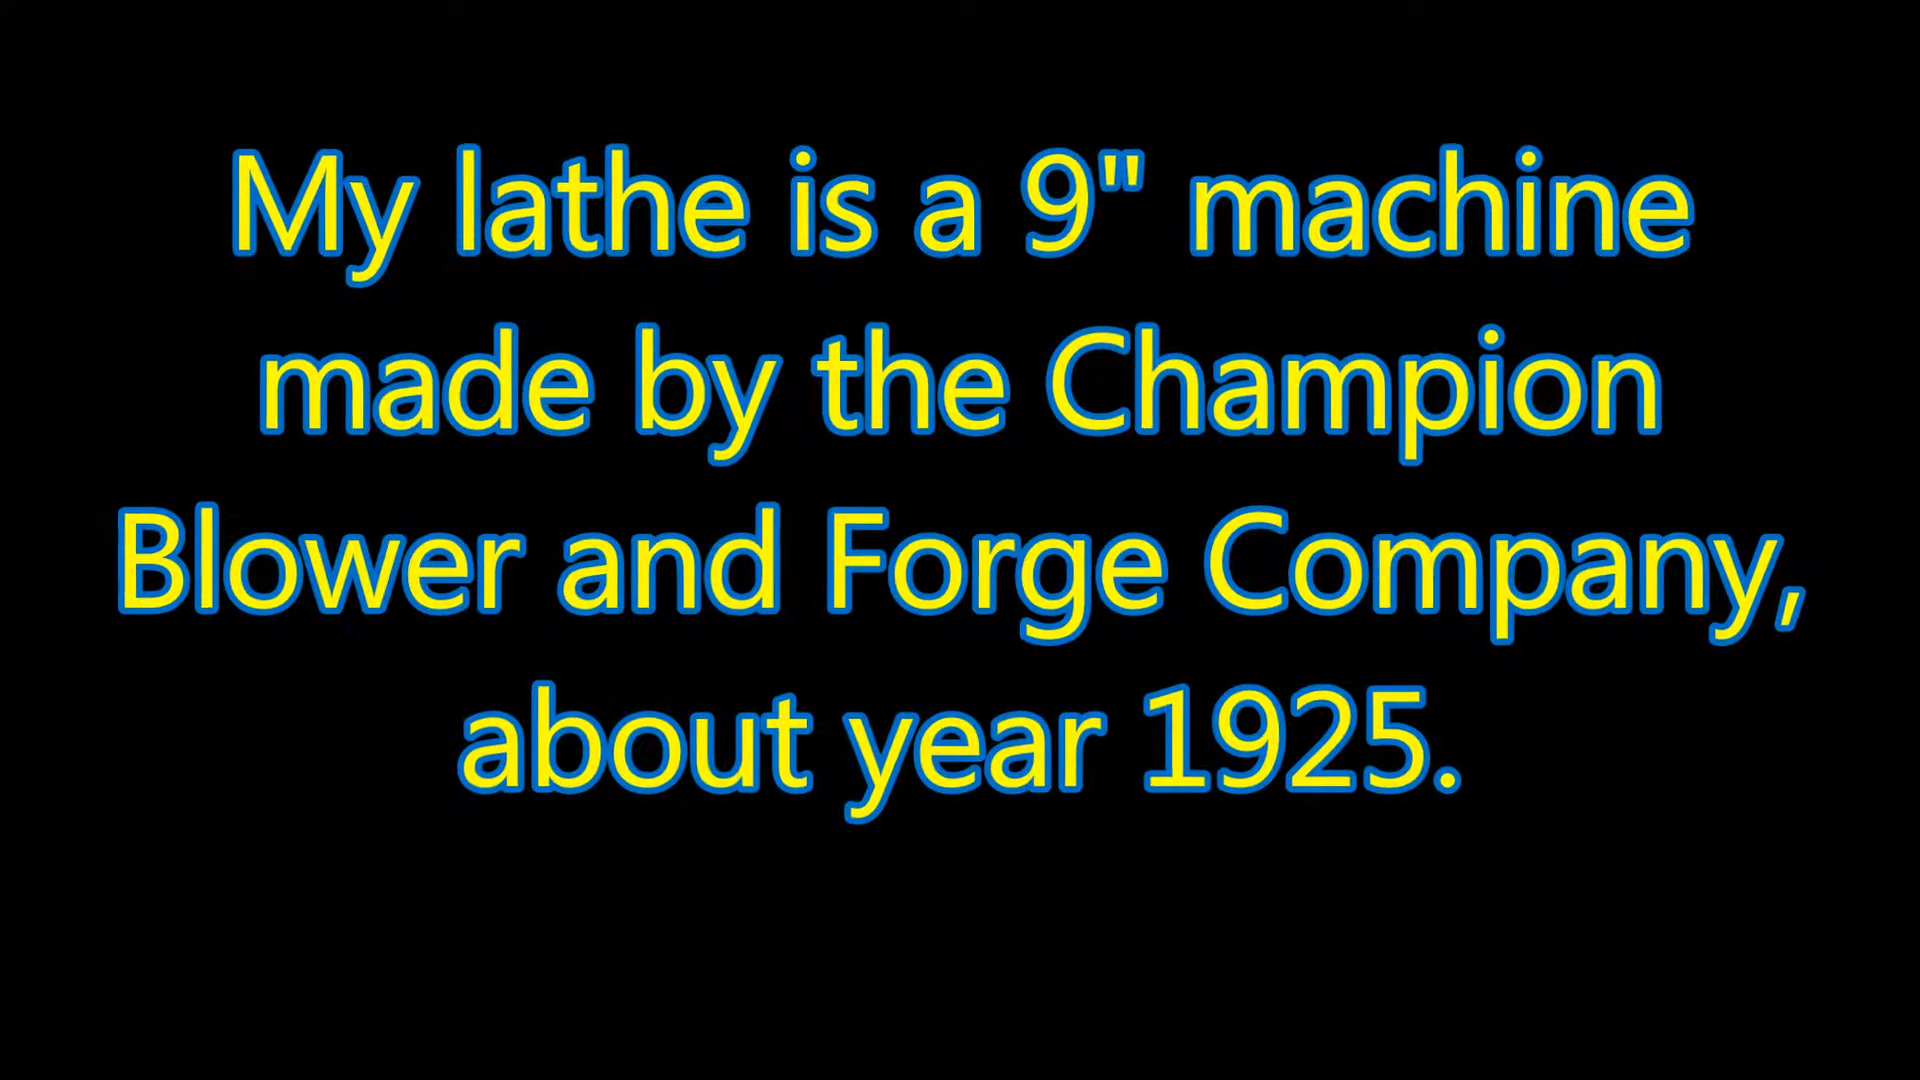 My lathe is a 9" machine
made by the Champion
Blower and Forge Company,
about year 1925.